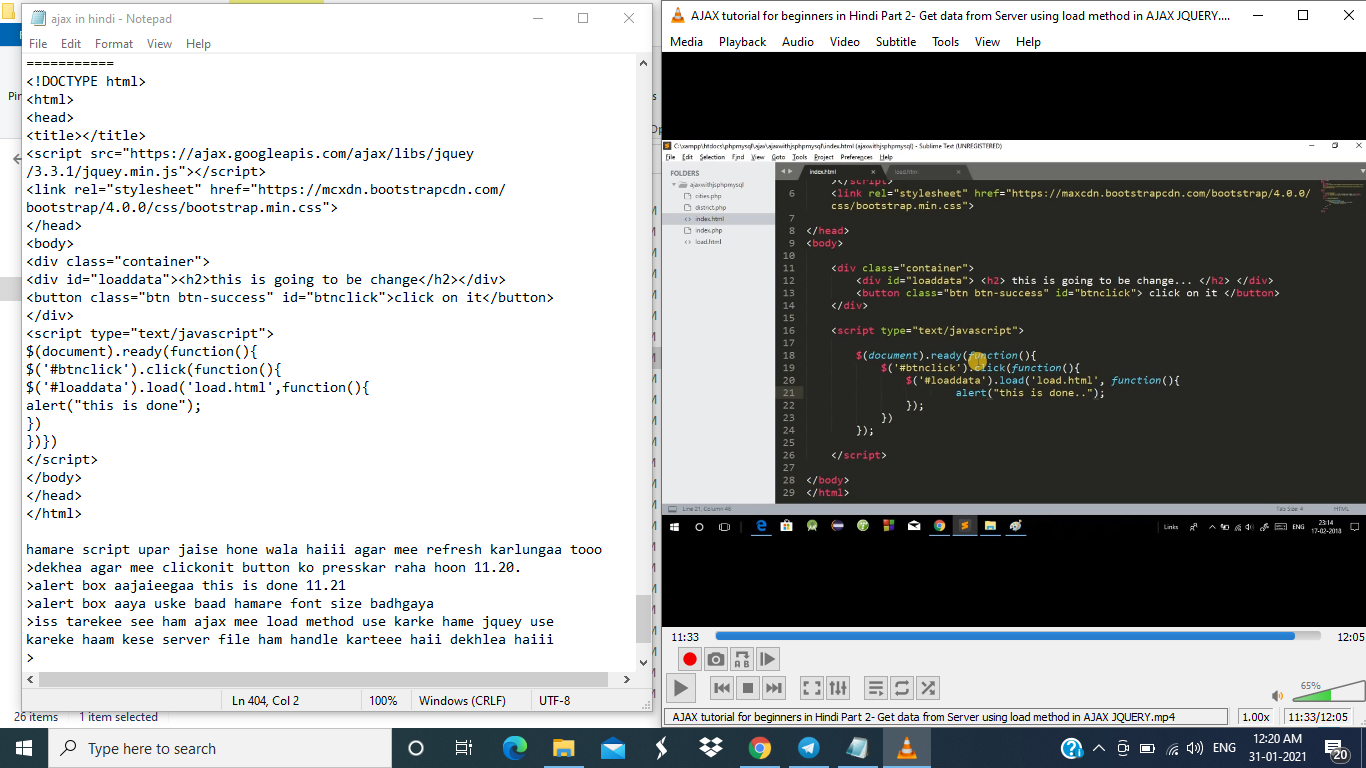 ajax in hindi - Notepad
File Edit Format View Help
===========
<!DOCTYPE html>
<html>
<head>
<title></title>
<script src="https://ajax.googleapis.com/ajax/libs/jquey
/3.3.1/jquey.min.js"></script>
<link rel="stylesheet" href="https://mcxdn.bootstrapcdn.com/
bootstrap/4.0.0/css/bootstrap.min.css">
</head>
<body>
<div class="container">
<div id="loaddata"><h2>this is going to be change</h2></div>
<button class="btn btn-success" id="btnclick">click on it</button>
</div>
<script type="text/javascript">
$(document).ready(function(){
$('#btnclick').click(function(){
$('#loaddata').load('load.html',function(){
alert("this is done");
})
})})
</script>
</body>
</head>
</html>
hamare script upar jaise hone wala haiii agar mee refresh karlungaa tooo
>dekhea agar mee clickonit button ko presskar raha hoon 11.20.
>alert box aajaieegaa this is done 11.21
>alert box aaya uske baad hamare font size badhgaya
>iss tarekee see ham ajax mee load method use karke hame jquey use
kareke haam kese server file ham handle karteee haii dekhlea haiii
>
Ln 404, Col 2 100% Windows (CRLF) UTF-8
26 items 1 item selected
AJAX tutorial for beginners in Hindi Part 2- Get data from Server using load method in AJAX JQUERY....
Media Playback Audio Video Subtitle Tools View Help
C:\xampp\htdocs\phpmysql\ajax\ajaxwithjsphpmysql\index.html (ajaxwithjsphpmysql) - Sublime Text (UNREGISTERED)
File Edit Selection Find View Goto Tools Project Preferences Help
FOLDERS
ajaxwithjsphpmysql
cities.php
district.php
index.html
index.php
load.html
index.html load.html
></script>
6 <link rel="stylesheet" href="https://maxcdn.bootstrapcdn.com/bootstrap/4.0.0/
css/bootstrap.min.css">
7
8 </head>
9 <body>
10
11 <div class="container">
12 <div id="loaddata"> <h2> this is going to be change... </h2> </div>
13 <button class="btn btn-success" id="btnclick"> click on it </button>
14 </div>
15
16 <script type="text/javascript">
17
18 $(document).ready(function(){
19 $('#btnclick').click(function(){
20 $('#loaddata').load('load.html', function(){
21 alert("this is done..");
22 });
23 })
24 });
25
26 </script>
27
28 </body>
29 </html>
Line 21, Column 46 Tab Size: 4 HTML
Links ENG 23:14
17-02-2018
11:33 12:05
65%
AJAX tutorial for beginners in Hindi Part 2- Get data from Server using load method in AJAX JQUERY.mp4 1.00x 11:33/12:05
Type here to search
ENG 12:20 AM
31-01-2021
20